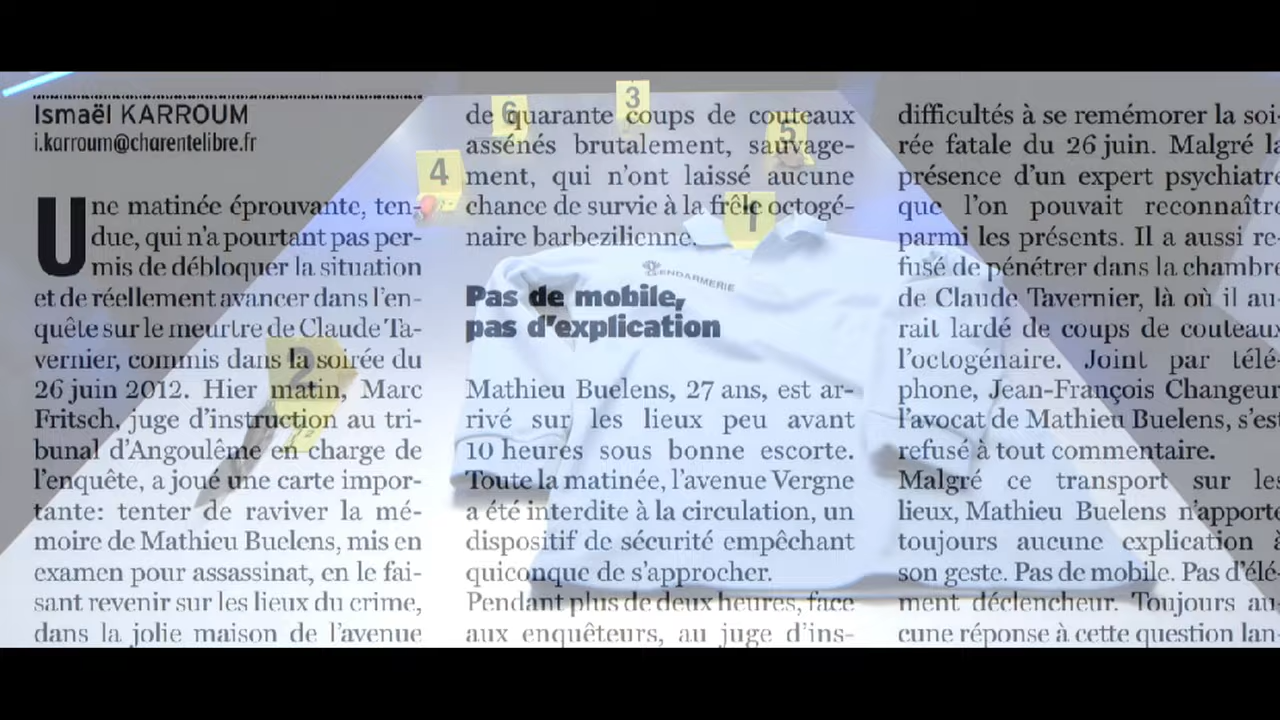 Ismaël KARROUM
i.karroum@charentelibre.fr
Une matinée éprouvante, ten-
due, qui n'a pourtant pas per-
mis de débloquer la situation
et de réellement avancer dans l'en-
quête sur le meurtre de Claude Ta-
vernier, commis dans la soirée du
26 juin 2012. Hier matin, Marc
Fritsch, juge d'instruction au tri-
bunal d'Angoulême en charge de
l'enquête, a joué une carte impor-
tante: tenter de raviver la mé-
moire de Mathieu Buelens, mis en
examen pour assassinat, en le fai-
sant revenir sur les lieux du crime,
dans la jolie maison de l'avenue
de quarante coups de couteaux
assénés brutalement, sauvage-
ment, qui n'ont laissé aucune
chance de survie à la frêle octogé-
naire barbezilienne.
Pas de mobile,
pas d'explication
Mathieu Buelens, 27 ans, est ar-
rivé sur les lieux peu avant
10 heures sous bonne escorte.
Toute la matinée, l'avenue Vergne
a été interdite à la circulation, un
dispositif de sécurité empêchant
quiconque de s'approcher.
Pendant plus de deux heures, face
aux enquêteurs, au juge d'ins-
difficultés à se remémorer la soi-
rée fatale du 26 juin. Malgré la
présence d'un expert psychiatre
que l'on pouvait reconnaître
parmi les présents. Il a aussi re-
fusé de pénétrer dans la chambre
de Claude Tavernier, là où il au-
rait lardé de coups de couteaux
l'octogénaire. Joint par télé-
phone, Jean-François Changeur
l'avocat de Mathieu Buelens, s'est
refusé à tout commentaire.
Malgré ce transport sur les
lieux, Mathieu Buelens n'apporte
toujours aucune explication à
son geste. Pas de mobile. Pas d'élé-
ment déclencheur. Toujours au-
cune réponse à cette question lan-
6
3
5
4
1
2
GENDARMERIE